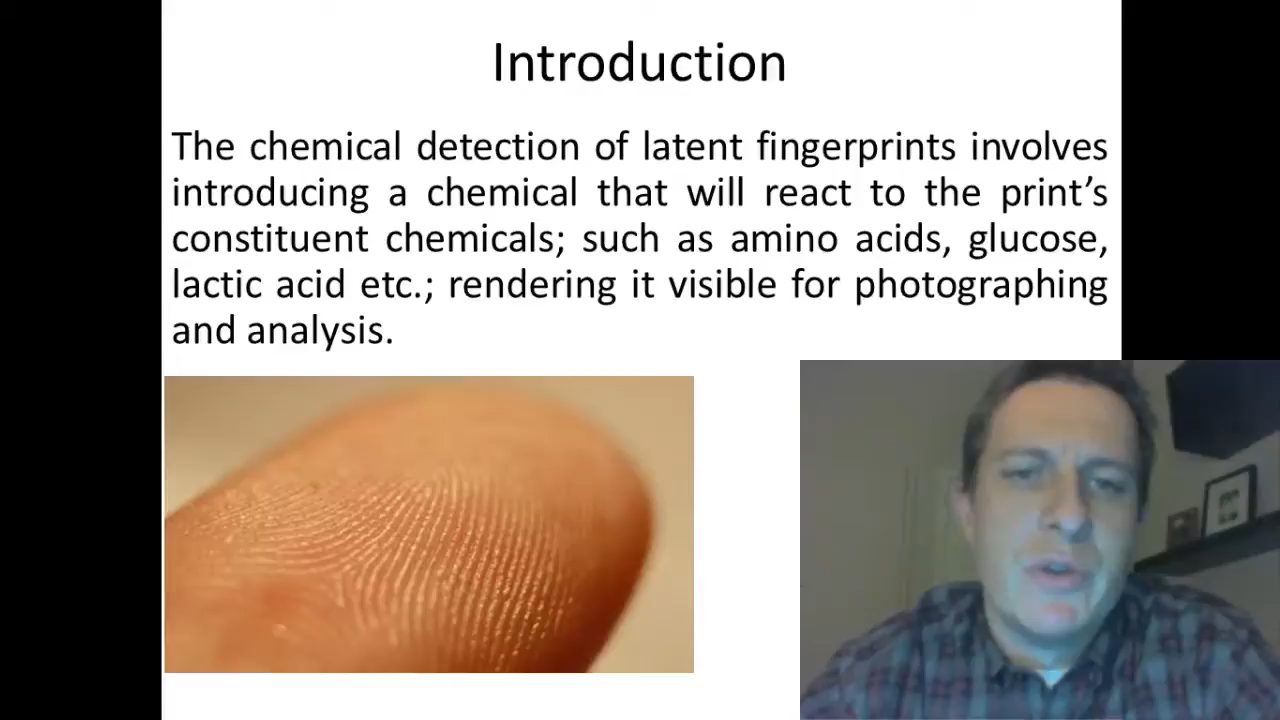 Introduction
The chemical detection of latent fingerprints involves
introducing a chemical that will react to the print’s
constituent chemicals; such as amino acids, glucose,
lactic acid etc.; rendering it visible for photographing
and analysis.